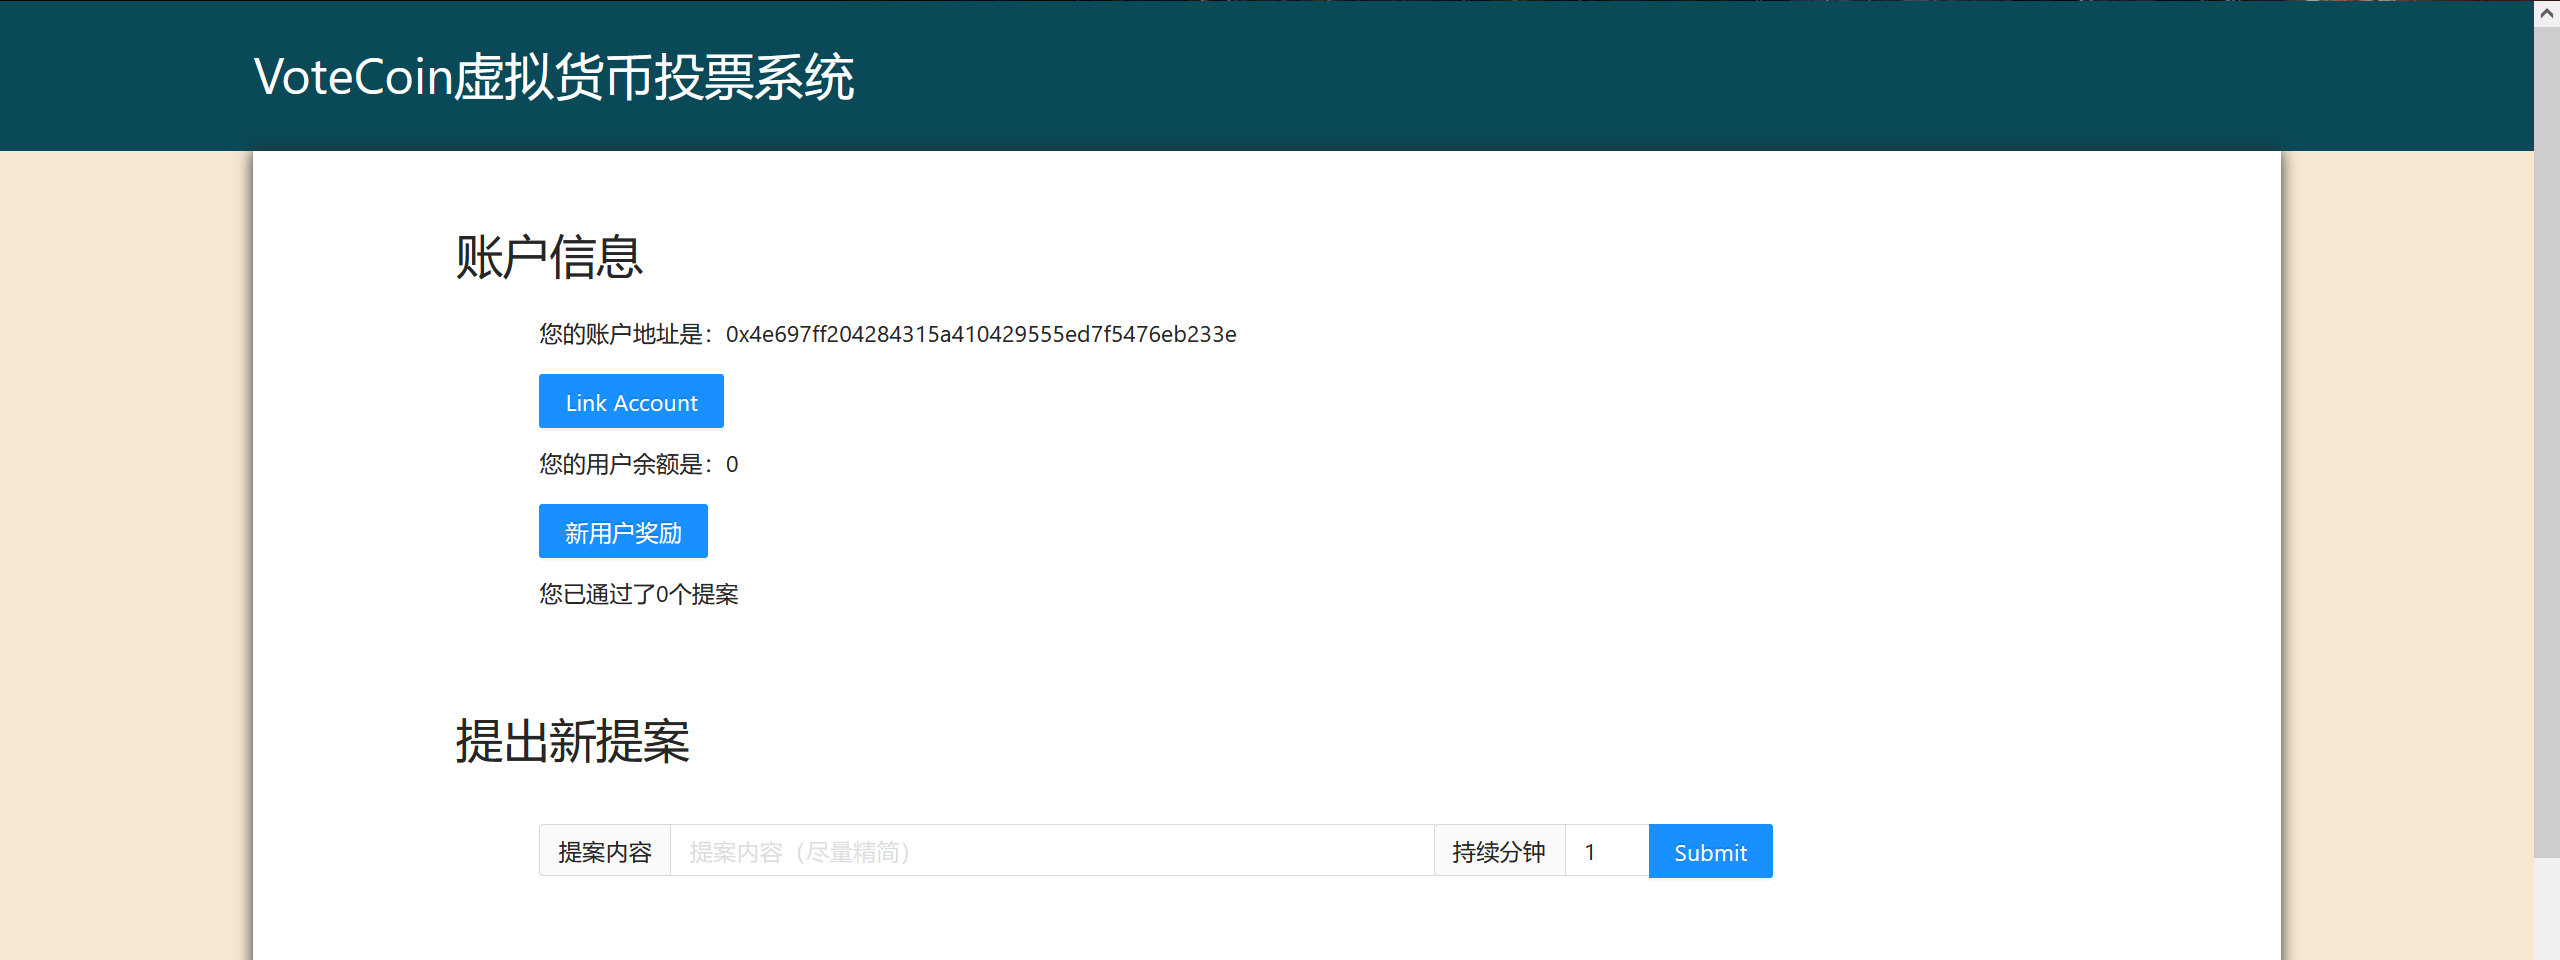 VoteCoin虚拟货币投票系统
账户信息
您的账户地址是：0x4e697ff204284315a410429555ed7f5476eb233e
Link Account
您的用户余额是：0
新用户奖励
您已通过了0个提案
提出新提案
提案内容 提案内容（尽量精简） 持续分钟 1 Submit